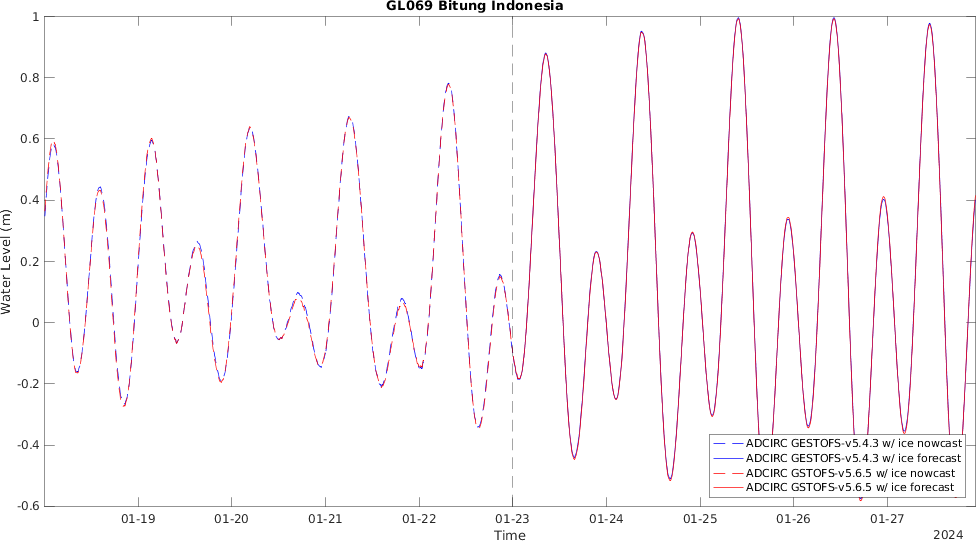 GL069 Bitung Indonesia
1
0.8
0.6
0.4
0.2
0
-0.2
-0.4
-0.6
Water Level (m)
01-19 01-20 01-21 01-22 01-23 01-24 01-25 01-26 01-27
Time
2024
ADCIRC GESTOFS-v5.4.3 w/ ice nowcast
ADCIRC GESTOFS-v5.4.3 w/ ice forecast
ADCIRC GSTOFS-v5.6.5 w/ ice nowcast
ADCIRC GSTOFS-v5.6.5 w/ ice forecast